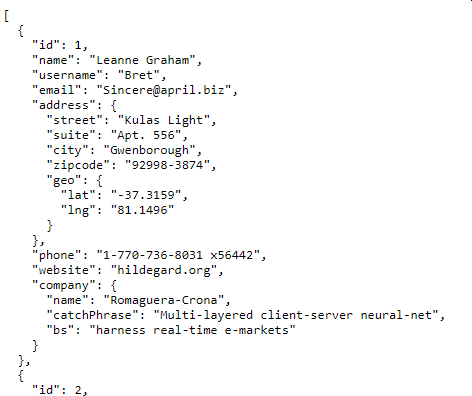 [
  {
    "id": 1,
    "name": "Leanne Graham",
    "username": "Bret",
    "email": "Sincere@april.biz",
    "address": {
      "street": "Kulas Light",
      "suite": "Apt. 556",
      "city": "Gwenborough",
      "zipcode": "92998-3874",
      "geo": {
        "lat": "-37.3159",
        "lng": "81.1496"
      }
    },
    "phone": "1-770-736-8031 x56442",
    "website": "hildegard.org",
    "company": {
      "name": "Romaguera-Crona",
      "catchPhrase": "Multi-layered client-server neural-net",
      "bs": "harness real-time e-markets"
    }
  },
  {
    "id": 2,